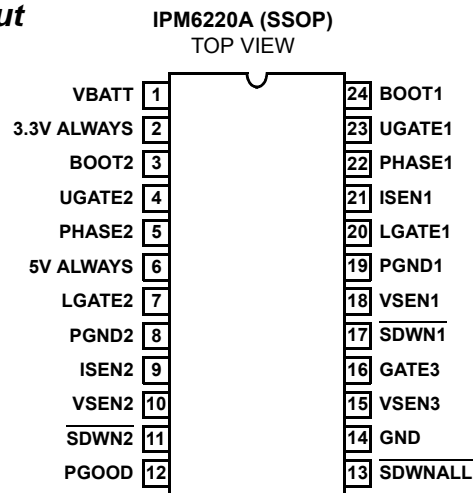 ut
IPM6220A (SSOP)
TOP VIEW
VBATT 1 24 BOOT1
3.3V ALWAYS 2 23 UGATE1
BOOT2 3 22 PHASE1
UGATE2 4 21 ISEN1
PHASE2 5 20 LGATE1
5V ALWAYS 6 19 PGND1
LGATE2 7 18 VSEN1
PGND2 8 17 SDWN1
ISEN2 9 16 GATE3
VSEN2 10 15 VSEN3
SDWN2 11 14 GND
PGOOD 12 13 SDWNALL